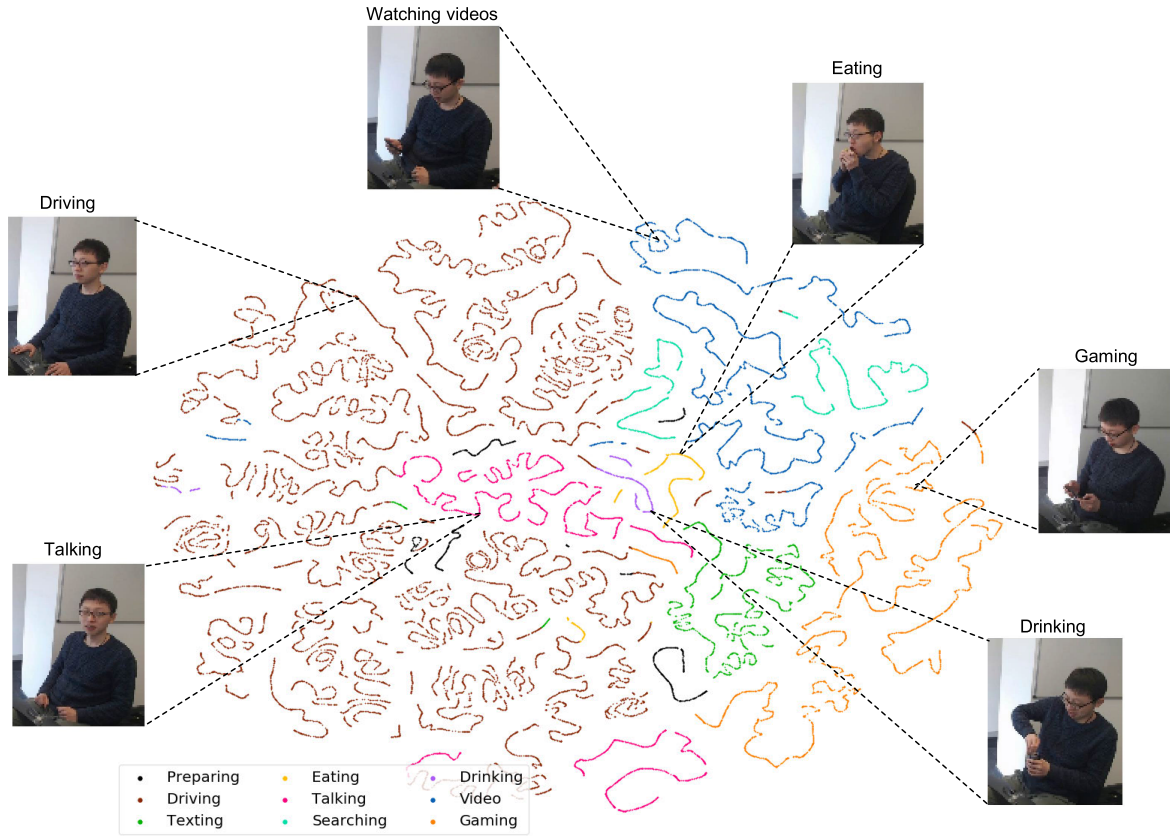 Watching videos
Eating
Driving
Gaming
Talking
Drinking
Preparing
Driving
Texting
Eating
Talking
Searching
Drinking
Video
Gaming